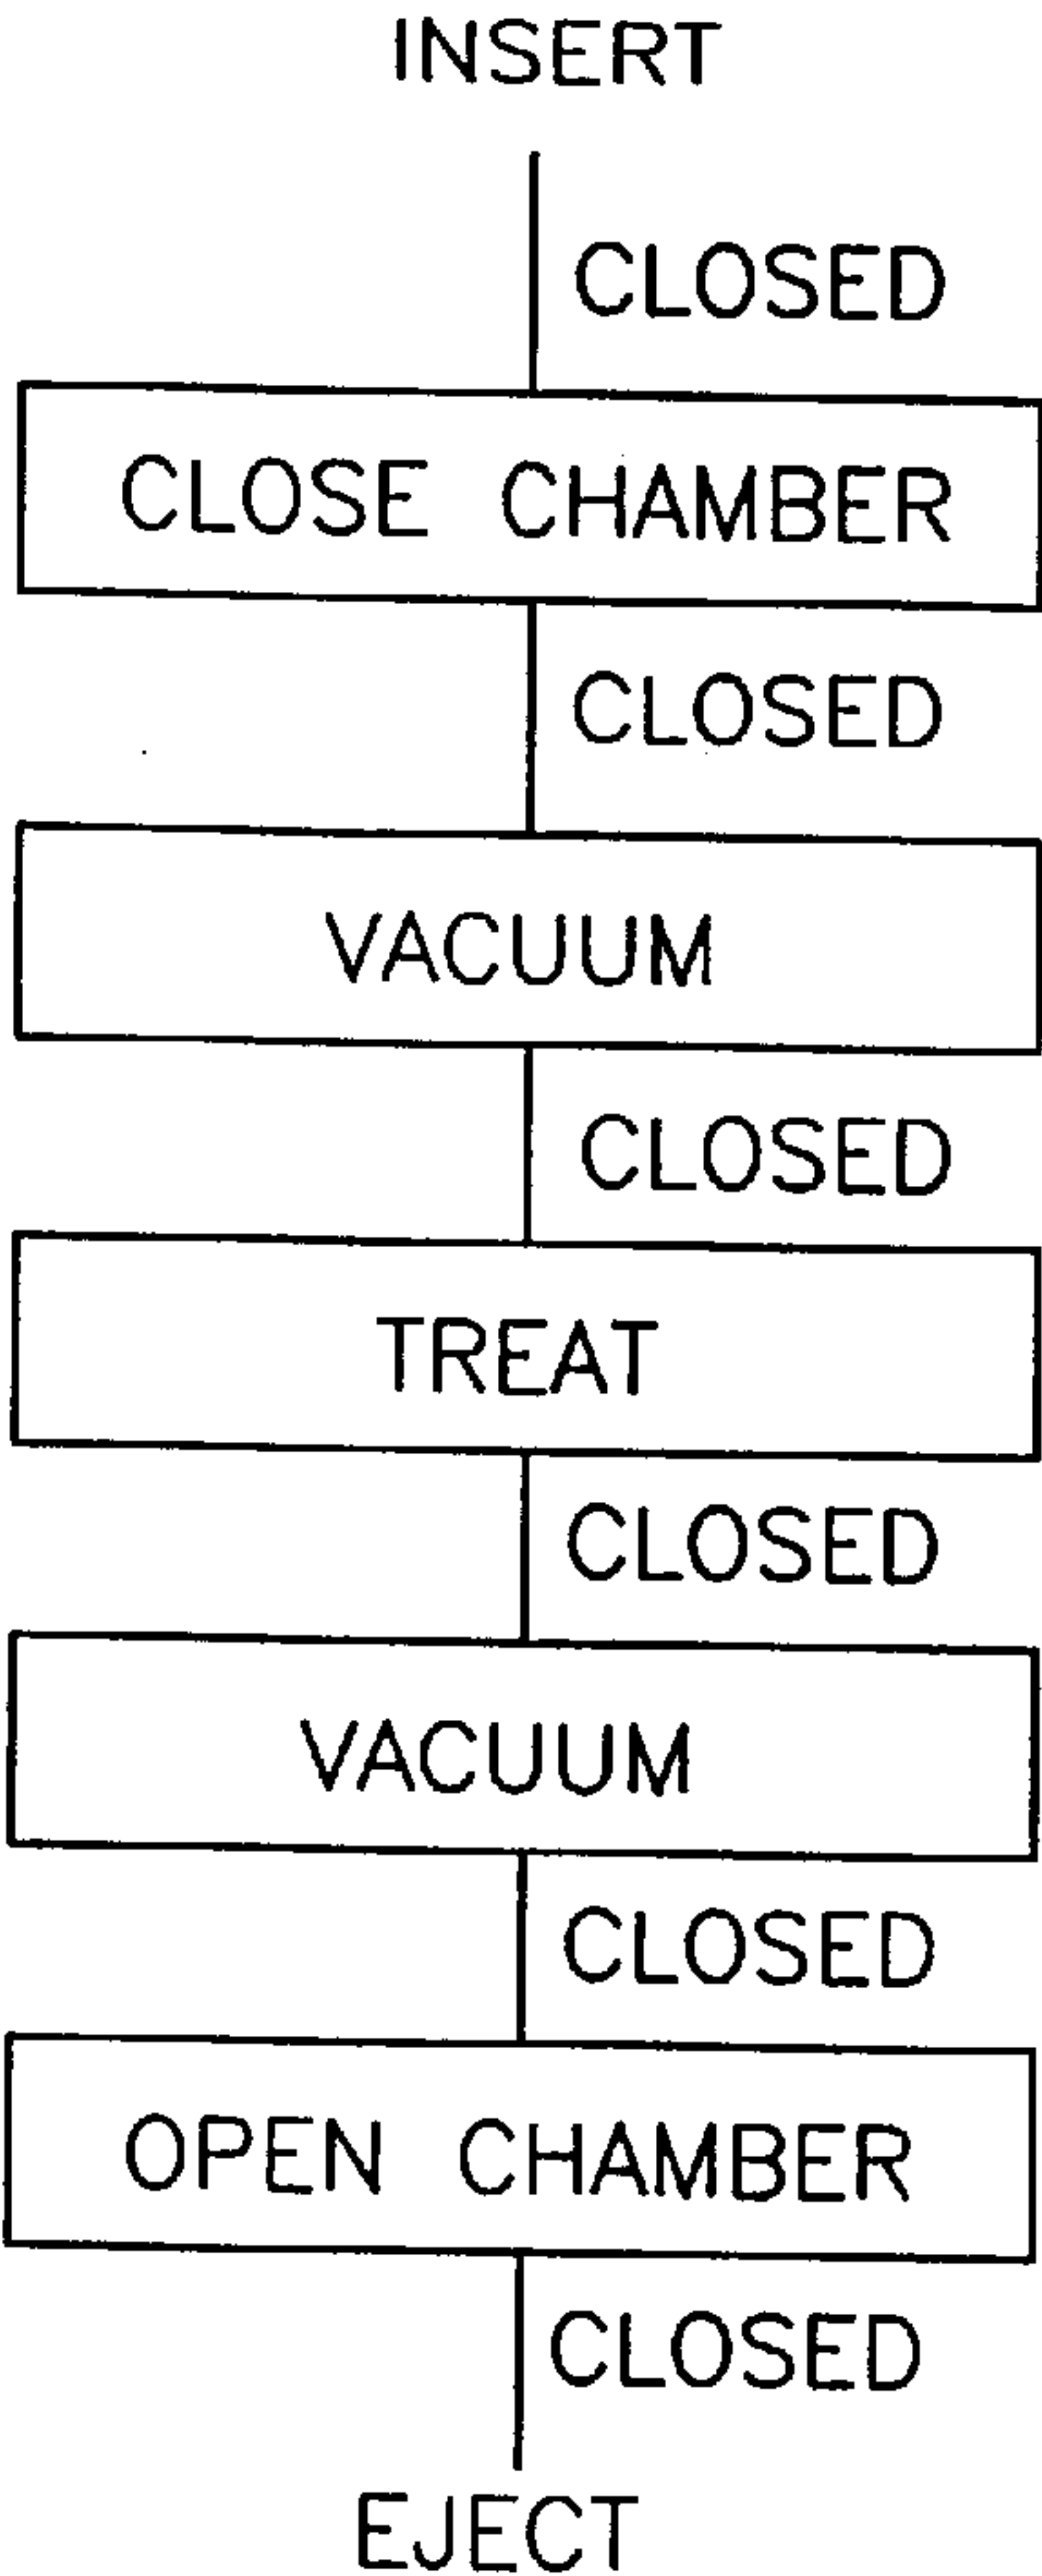 INSERT
CLOSED
CLOSE CHAMBER
CLOSED
VACUUM
CLOSED
TREAT
CLOSED
VACUUM
CLOSED
OPEN CHAMBER
CLOSED
EJECT